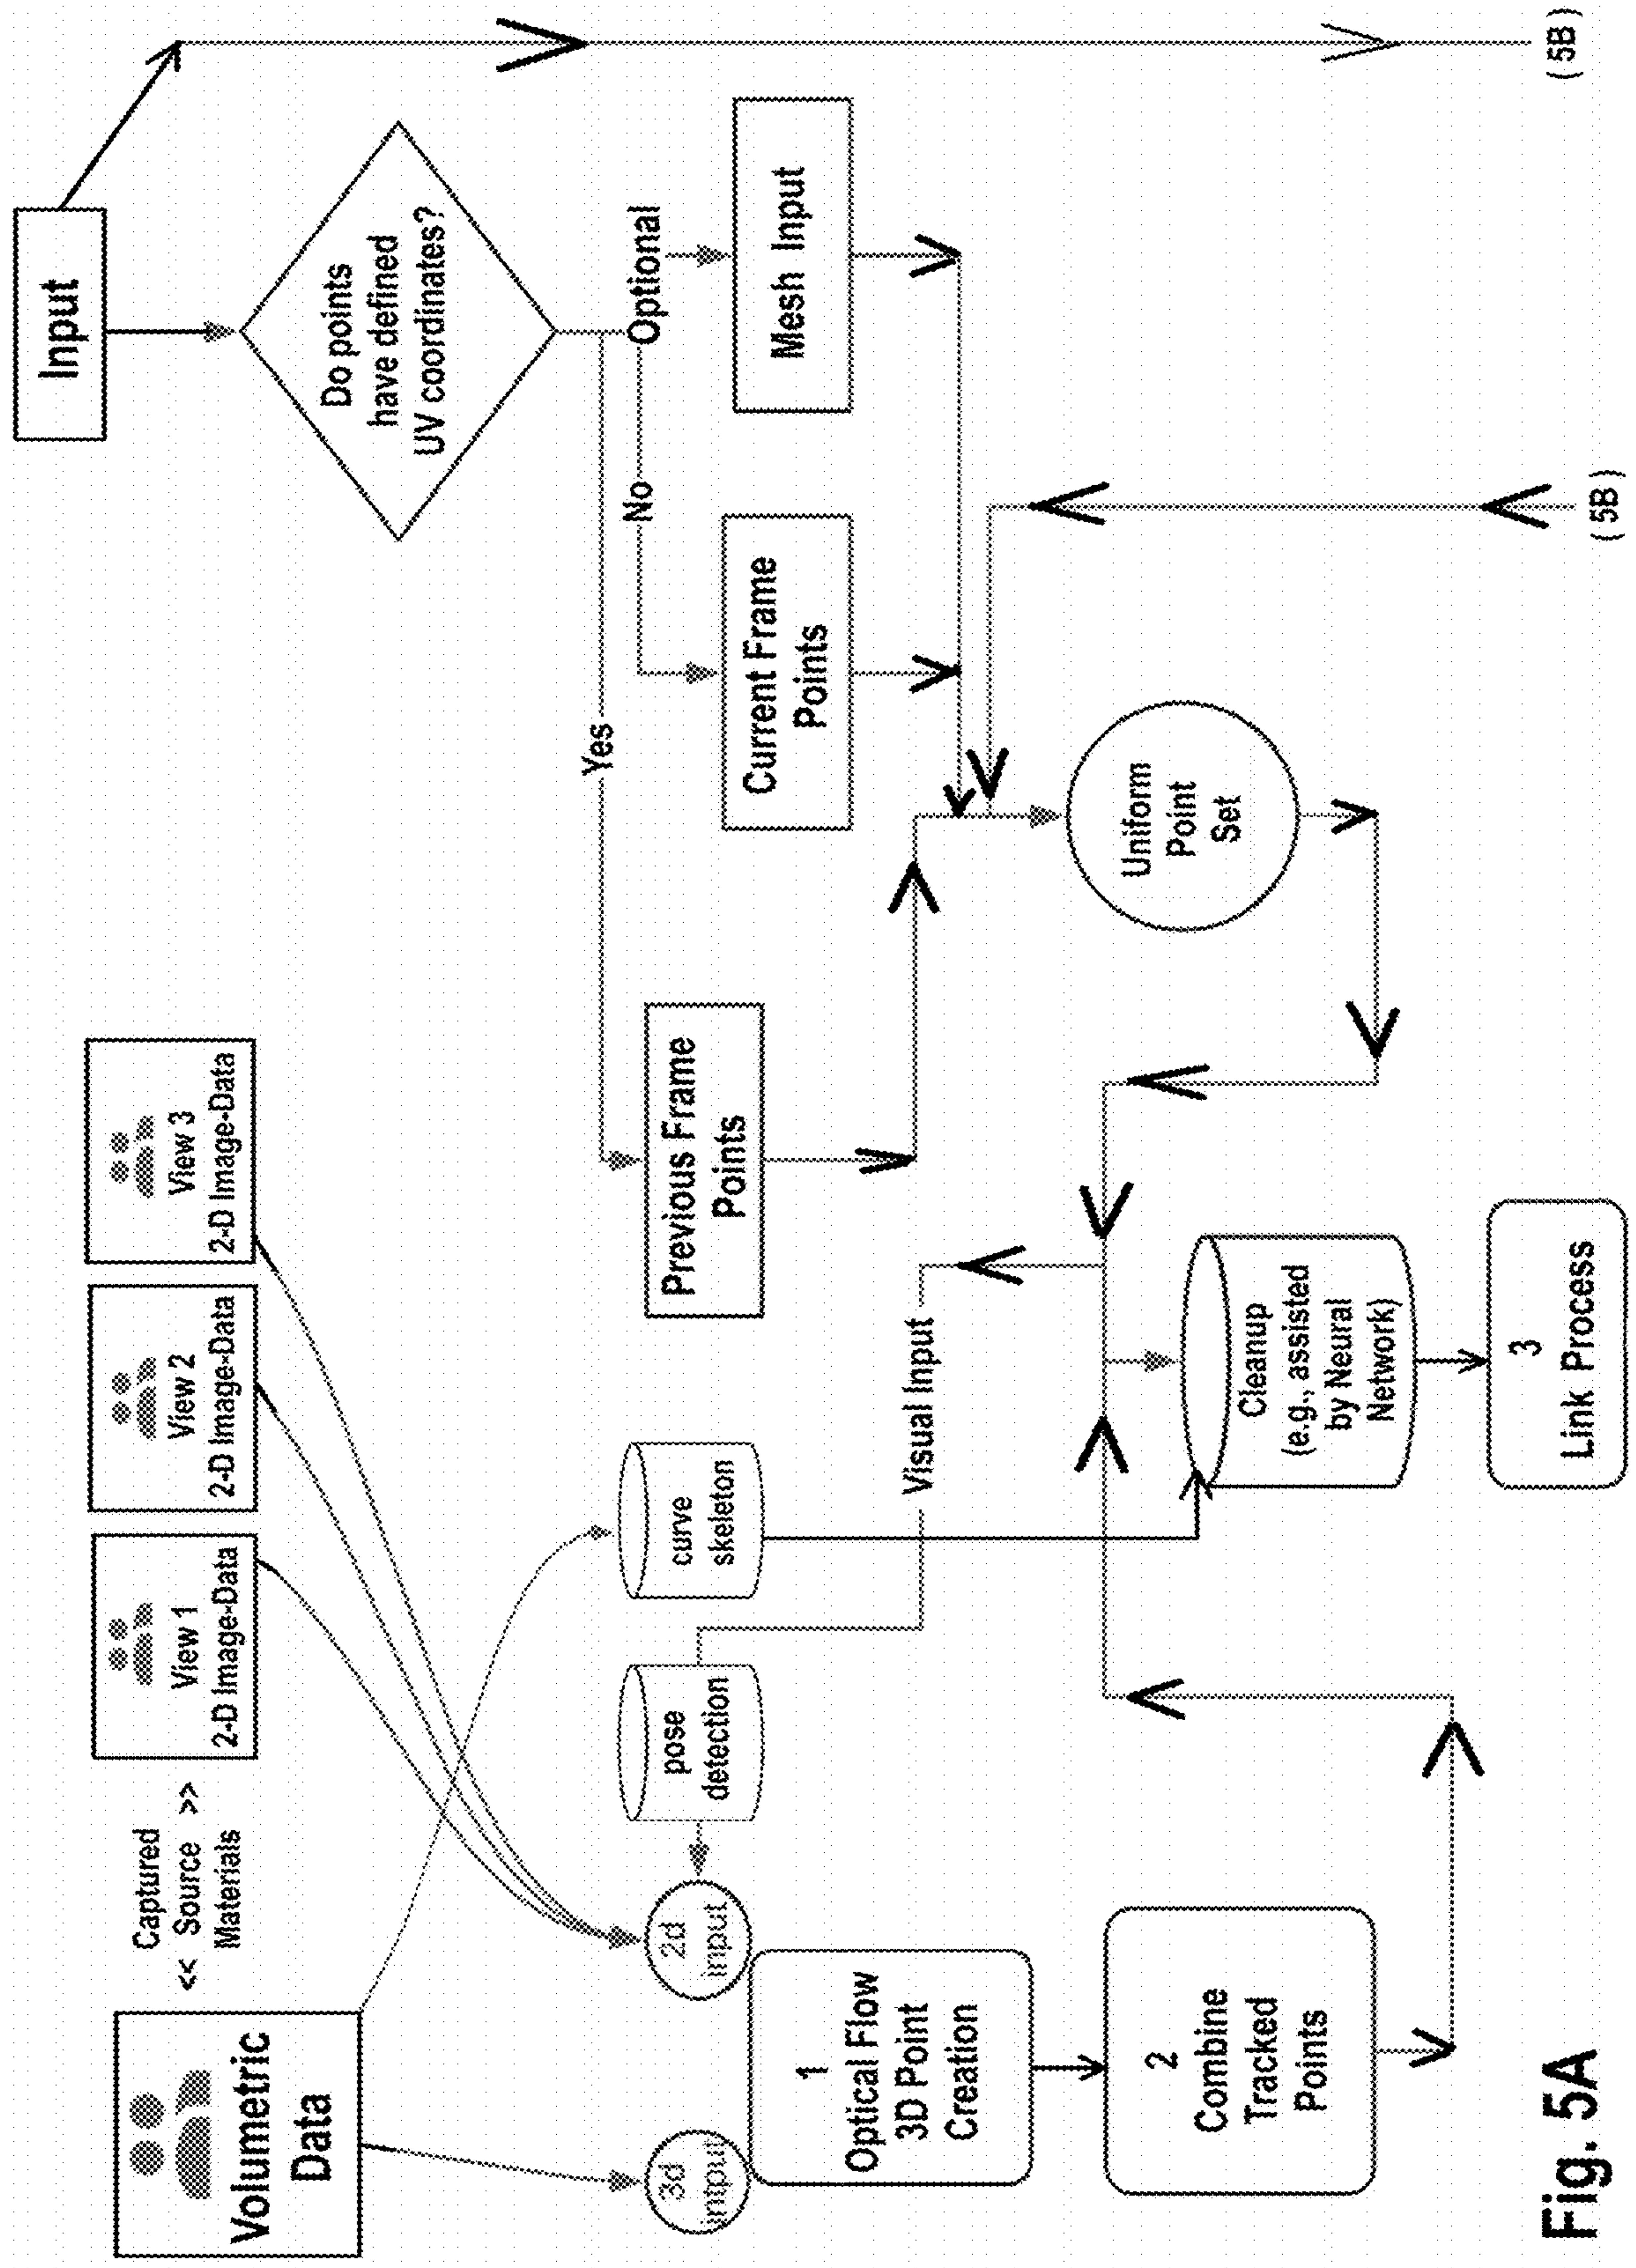 Volumetric
Data
Captured
<< Source >>
Materials
View 1
2-D Image-Data
View 2
2-D Image-Data
View 3
2-D Image-Data
Input
Do points
have defined
UV coordinates?
Yes
No
Optional
3d
intput
2d
input
pose
detection
curve
skeleton
Previous Frame
Points
Current Frame
Points
Mesh Input
1
Optical Flow
3D Point
Creation
Visual Input
Uniform
Point
Set
2
Combine
Tracked
Points
Cleanup
(e.g., assisted
by Neural
Network)
3
Link Process
( 5B )
( 5B )
Fig. 5A